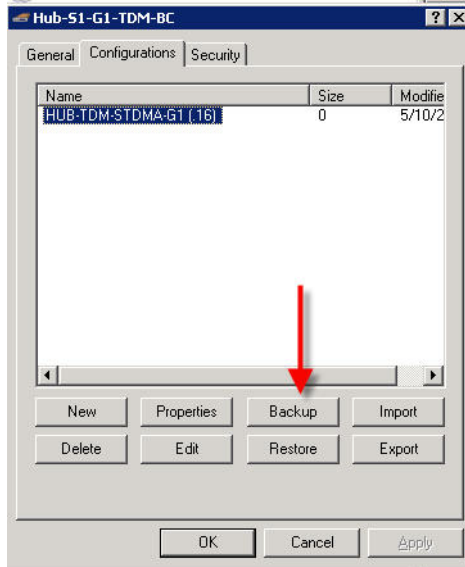 Hub-S1-G1-TDM-BC
General Configurations Security
Name Size Modifie
HUB-TDM-STDMA-G1 (.16) 0 5/10/2
New Properties Backup Import
Delete Edit Restore Export
OK Cancel Apply